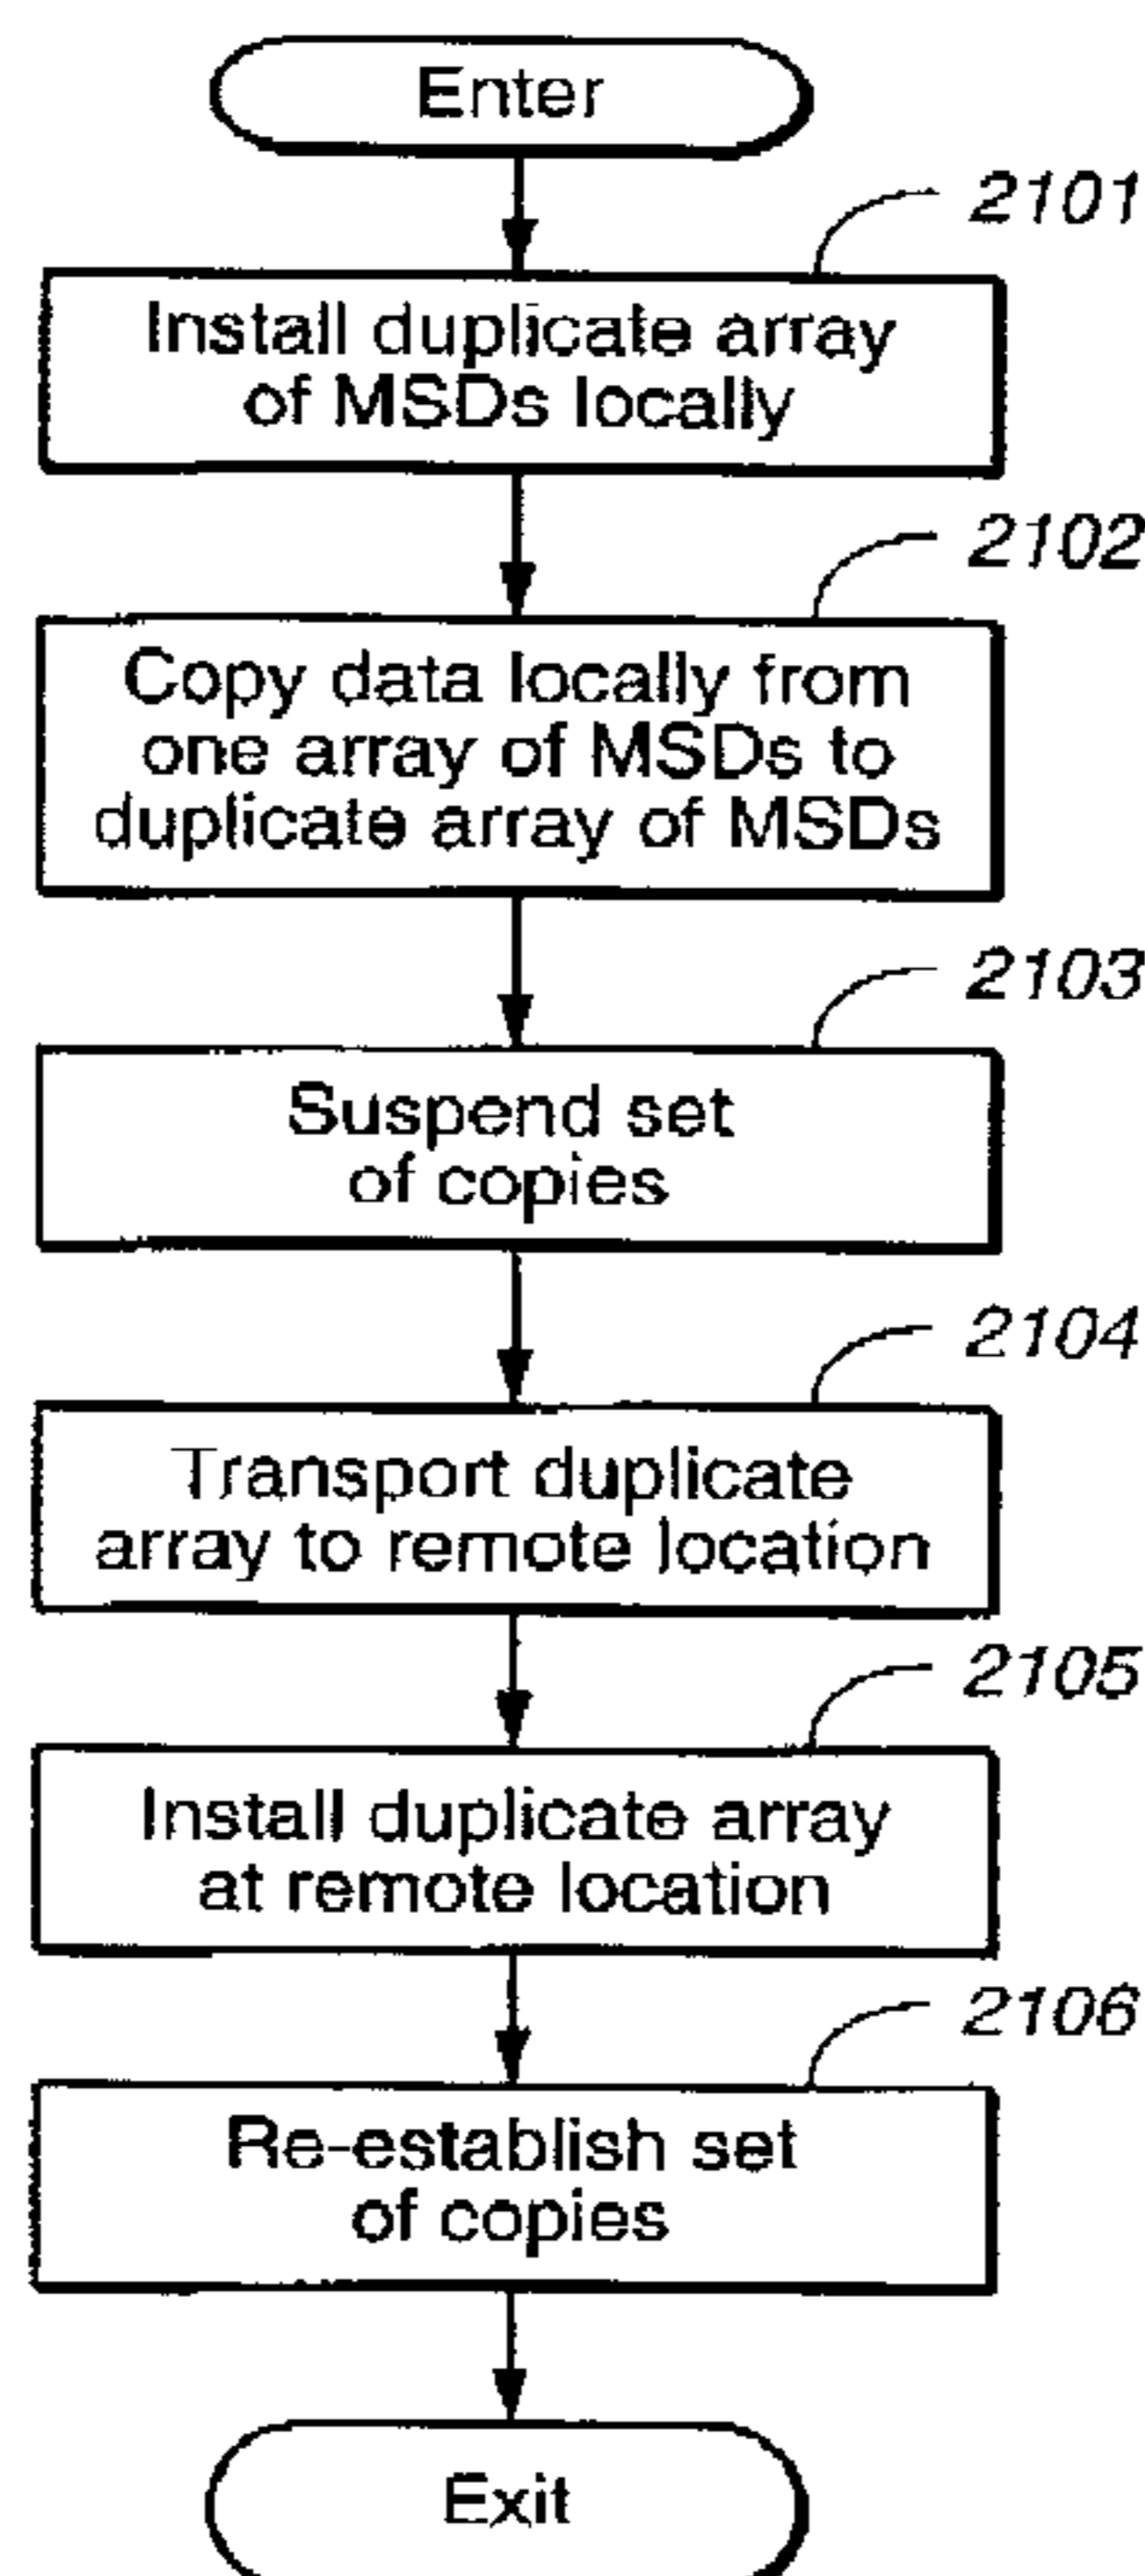 Enter
2101
Install duplicate array
of MSDs locally
2102
Copy data locally from
one array of MSDs to
duplicate array of MSDs
2103
Suspend set
of copies
2104
Transport duplicate
array to remote location
2105
Install duplicate array
at remote location
2106
Re-establish set
of copies
Exit